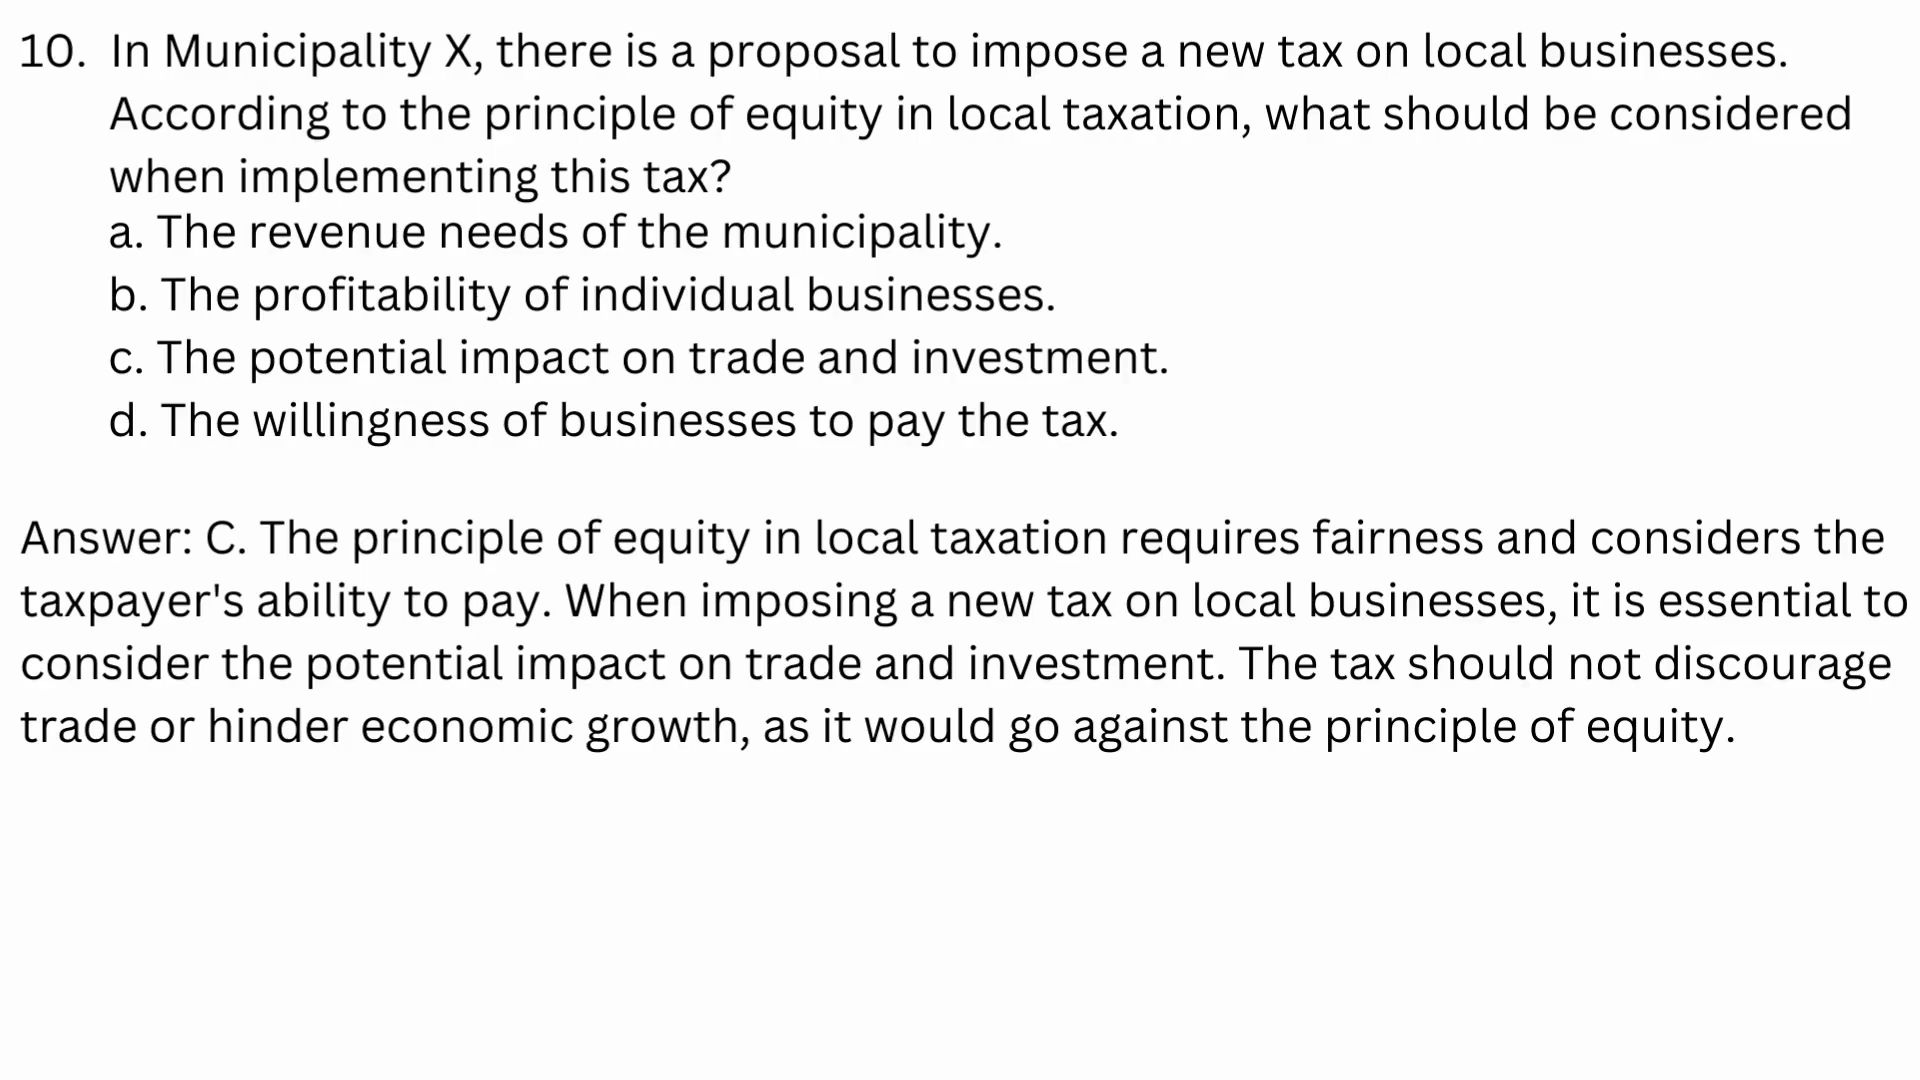 10. In Municipality X, there is a proposal to impose a new tax on local businesses.
According to the principle of equity in local taxation, what should be considered
when implementing this tax?
a. The revenue needs of the municipality.
b. The profitability of individual businesses.
c. The potential impact on trade and investment.
d. The willingness of businesses to pay the tax.
Answer: C. The principle of equity in local taxation requires fairness and considers the
taxpayer's ability to pay. When imposing a new tax on local businesses, it is essential to
consider the potential impact on trade and investment. The tax should not discourage
trade or hinder economic growth, as it would go against the principle of equity.